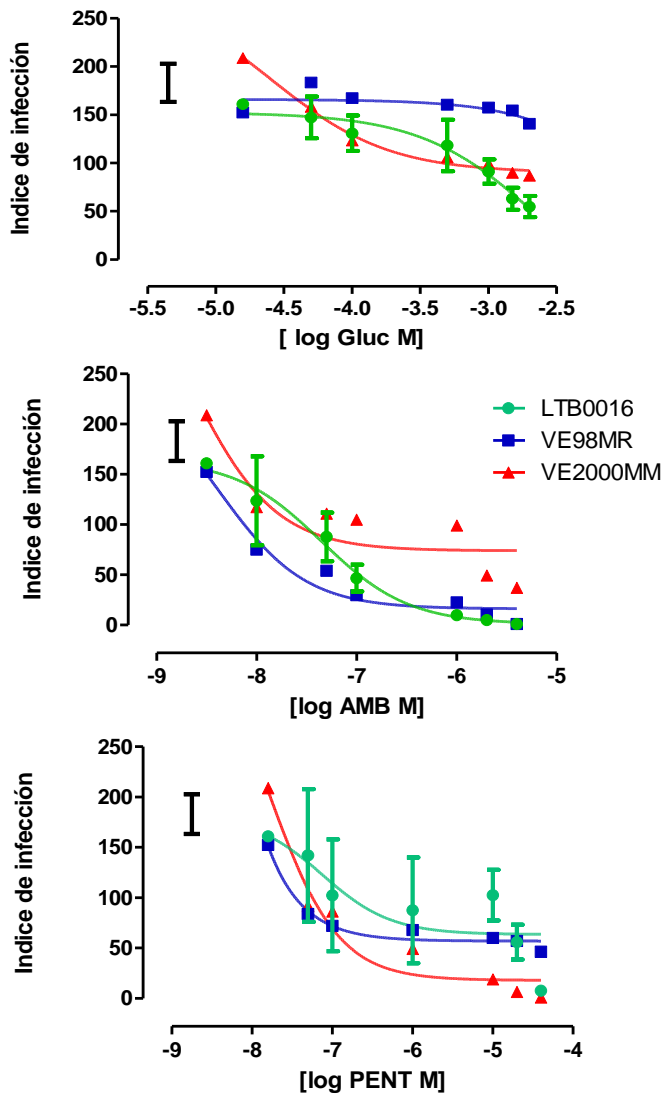 250
200
150
100
50
0
Indice de infección
-5.5 -4.5 -4.0 -3.5 -3.0 -2.5
[ log Gluc M]
250
200
150
100
50
0
Indice de infección
LTB0016
VE98MR
VE2000MM
-9 -8 -7 -6 -5
[log AMB M]
250
200
150
100
50
0
Indice de infección
-9 -8 -7 -6 -5 -4
[log PENT M]